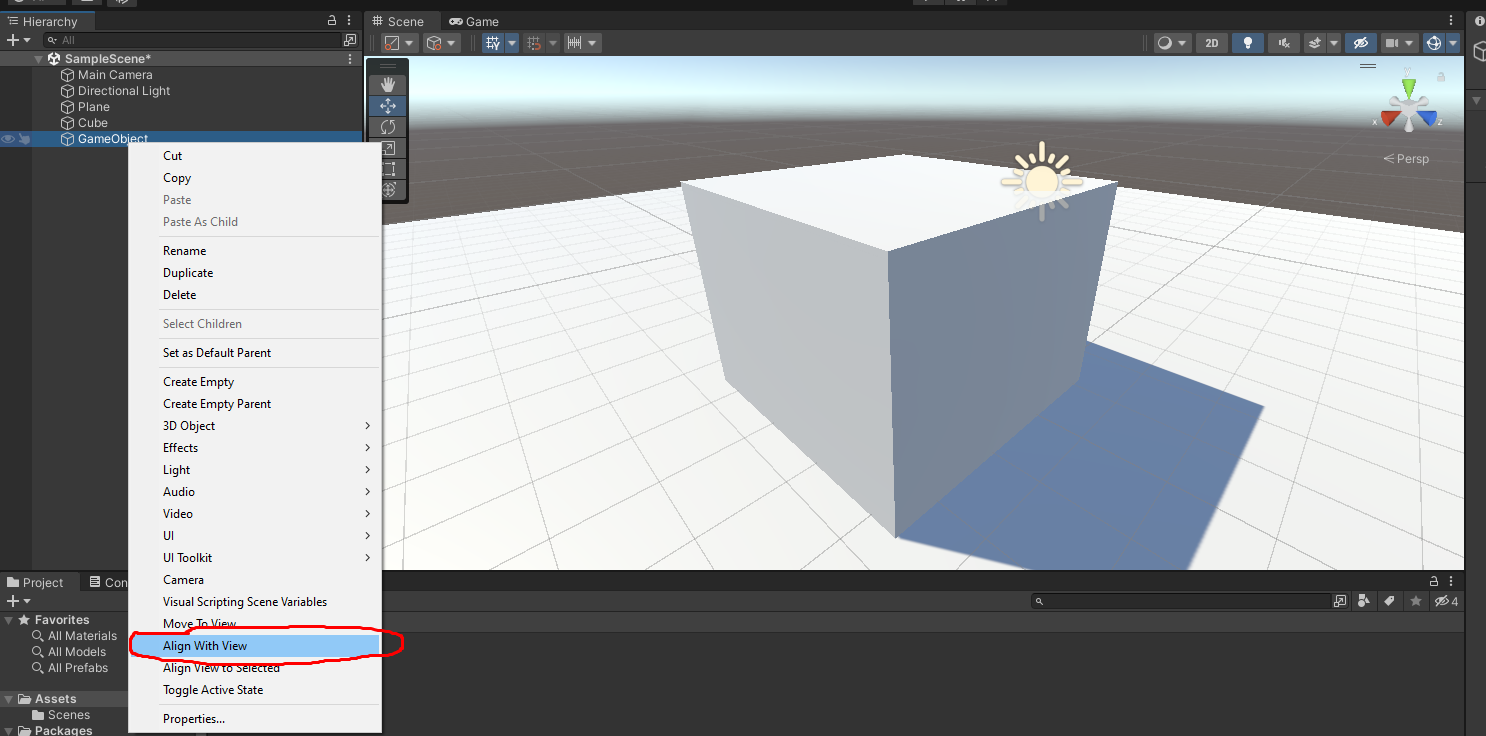 Hierarchy
All
SampleScene*
Main Camera
Directional Light
Plane
Cube
GameObject
Cut
Copy
Paste
Paste As Child
Rename
Duplicate
Delete
Select Children
Set as Default Parent
Create Empty
Create Empty Parent
3D Object
Effects
Light
Audio
Video
UI
UI Toolkit
Camera
Visual Scripting Scene Variables
Move To View
Align With View
Align View to Selected
Toggle Active State
Properties...
Scene
Game
2D
y
x
z
Persp
Project
Con
4
Favorites
All Materials
All Models
All Prefabs
Assets
Scenes
Packages